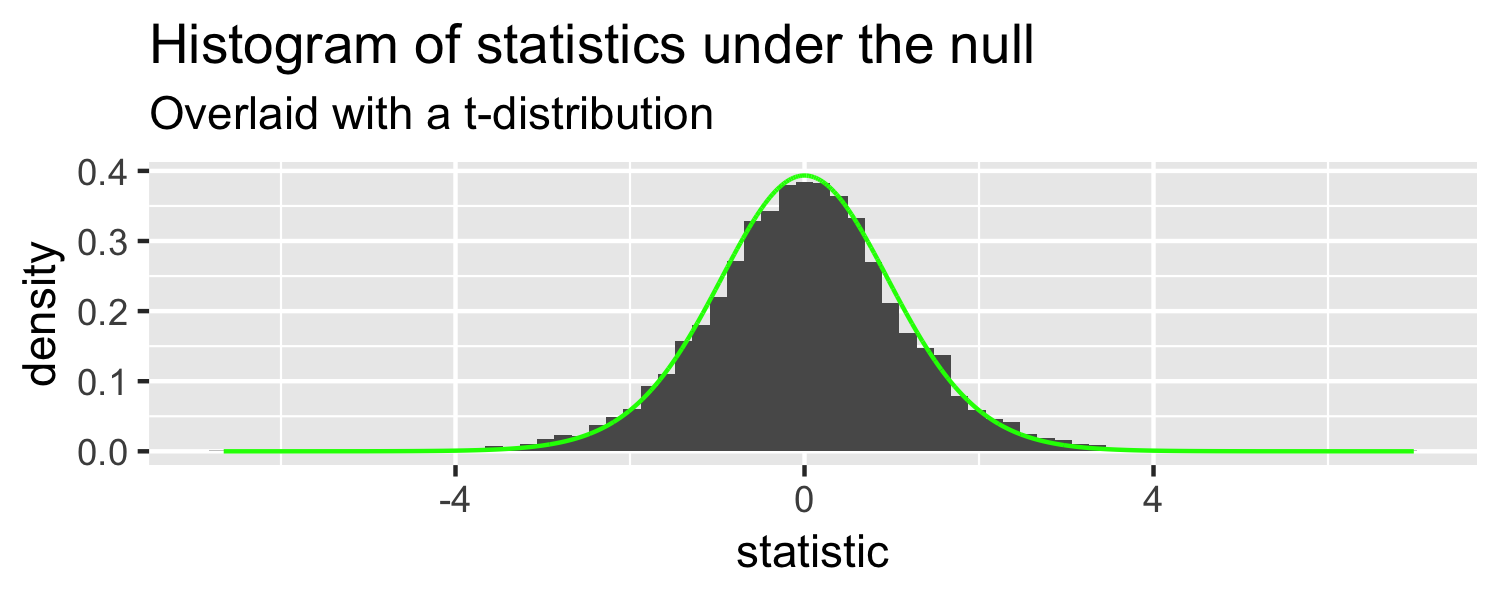 Histogram of statistics under the null
Overlaid with a t-distribution
0.4
0.3
0.2
0.1
0.0
density
-4 0 4
statistic